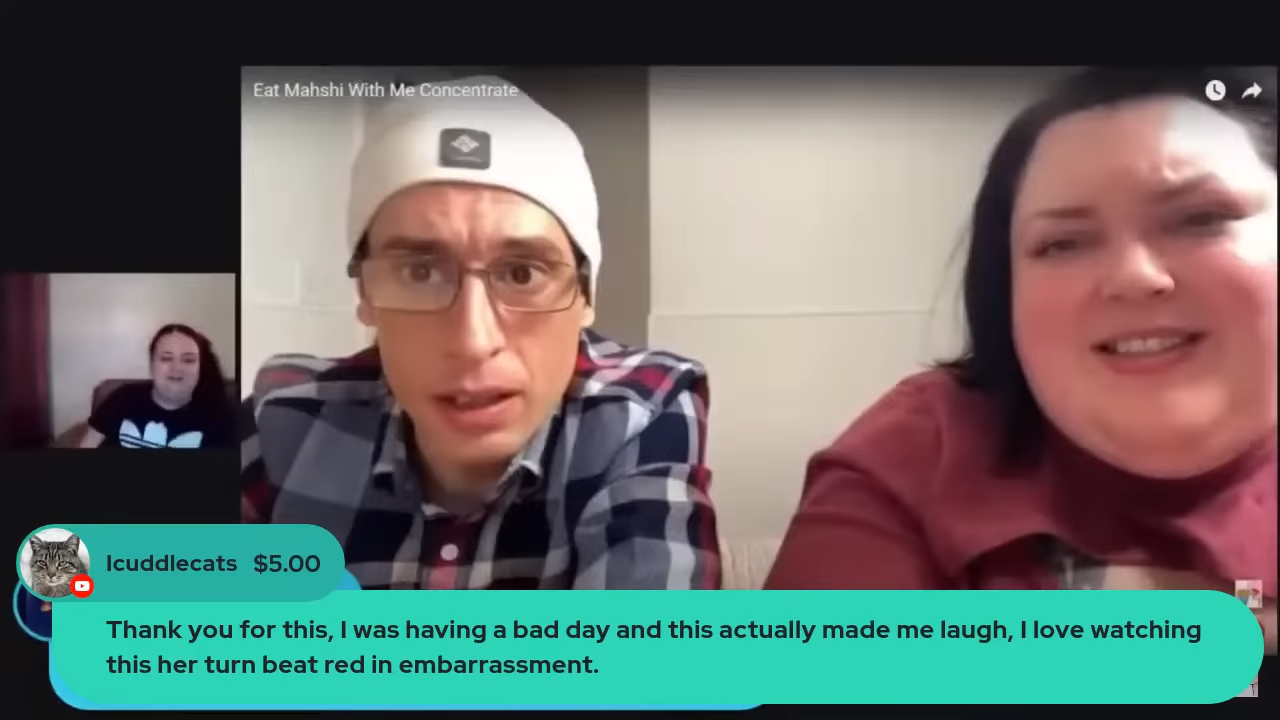 Eat Mahshi With Me Concentrate
lcuddlecats $5.00
Thank you for this, I was having a bad day and this actually made me laugh, I love watching
this her turn beat red in embarrassment.